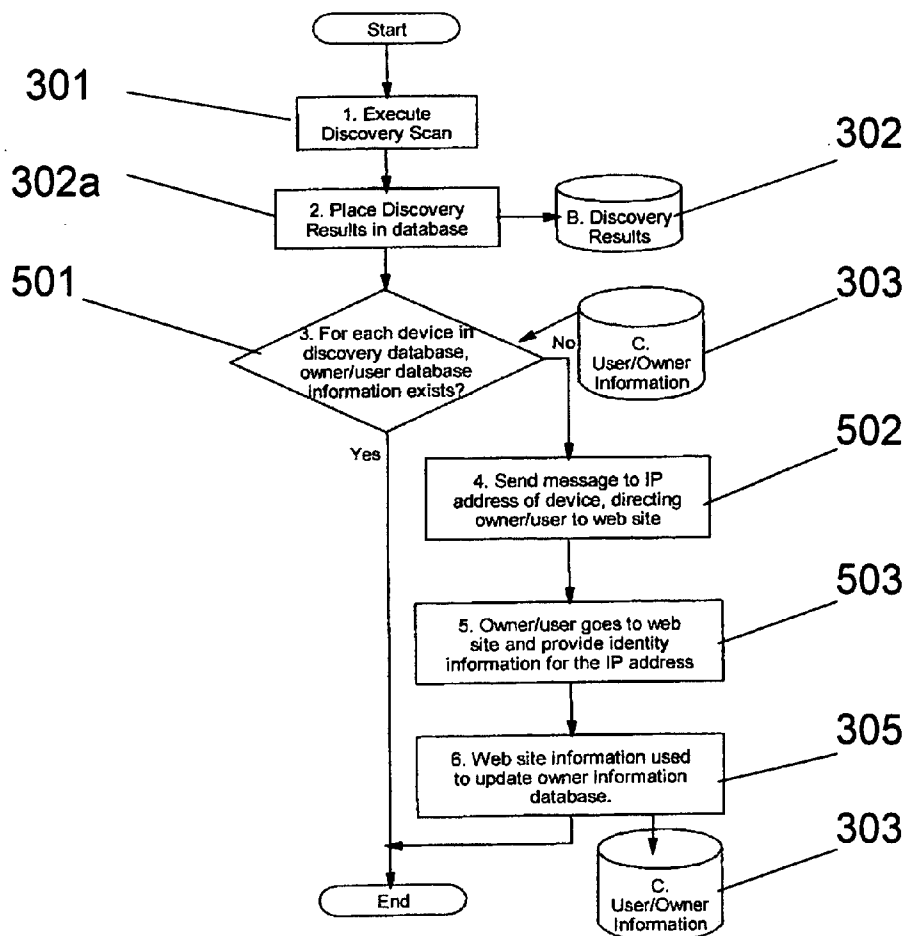 Start
301
1. Execute
Discovery Scan
302a
2. Place Discovery
Results in database
B. Discovery
Results
302
501
3. For each device in
discovery database,
owner/user database
information exists?
No
C.
User/Owner
Information
303
Yes
4. Send message to IP
address of device, directing
owner/user to web site
502
5. Owner/user goes to web
site and provide identity
information for the IP address
503
6. Web site information used
to update owner information
database.
305
C.
User/Owner
Information
303
End